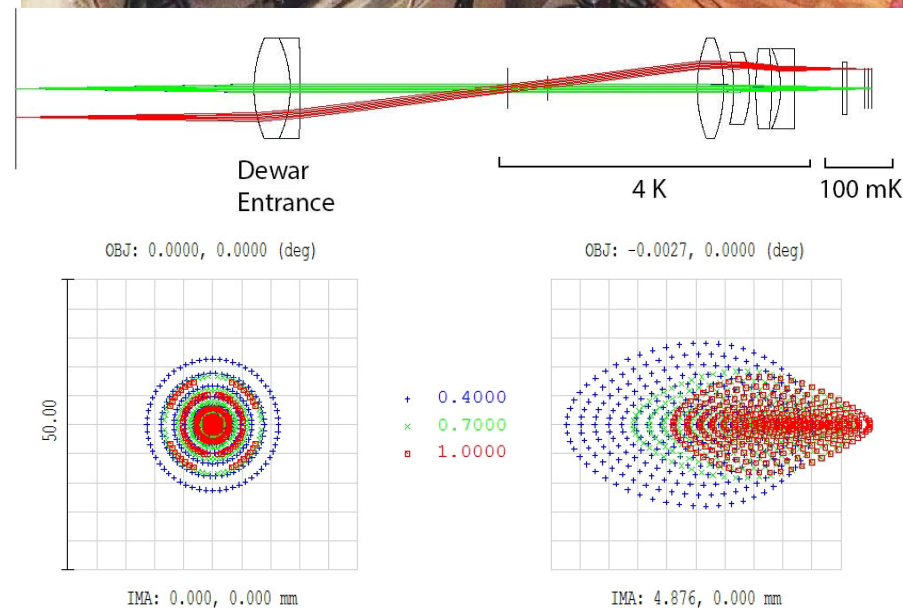 Dewar
Entrance
4 K
100 mK
OBJ: 0.0000, 0.0000 (deg)
OBJ: -0.0027, 0.0000 (deg)
50.00
0.4000
0.7000
1.0000
IMA: 0.000, 0.000 mm
IMA: 4.876, 0.000 mm